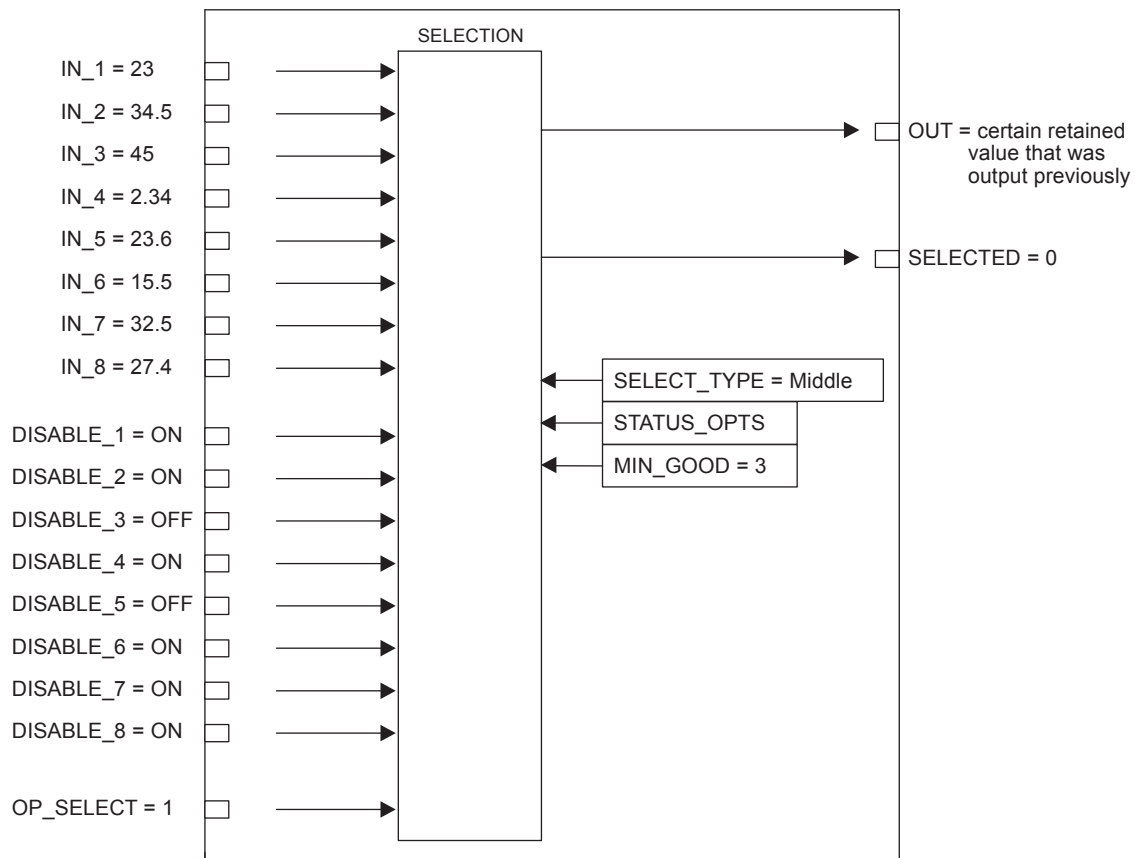 SELECTION
IN_1 = 23
IN_2 = 34.5
IN_3 = 45
IN_4 = 2.34
IN_5 = 23.6
IN_6 = 15.5
IN_7 = 32.5
IN_8 = 27.4
DISABLE_1 = ON
DISABLE_2 = ON
DISABLE_3 = OFF
DISABLE_4 = ON
DISABLE_5 = OFF
DISABLE_6 = ON
DISABLE_7 = ON
DISABLE_8 = ON
OP_SELECT = 1
OUT = certain retained
value that was
output previously
SELECTED = 0
SELECT_TYPE = Middle
STATUS_OPTS
MIN_GOOD = 3